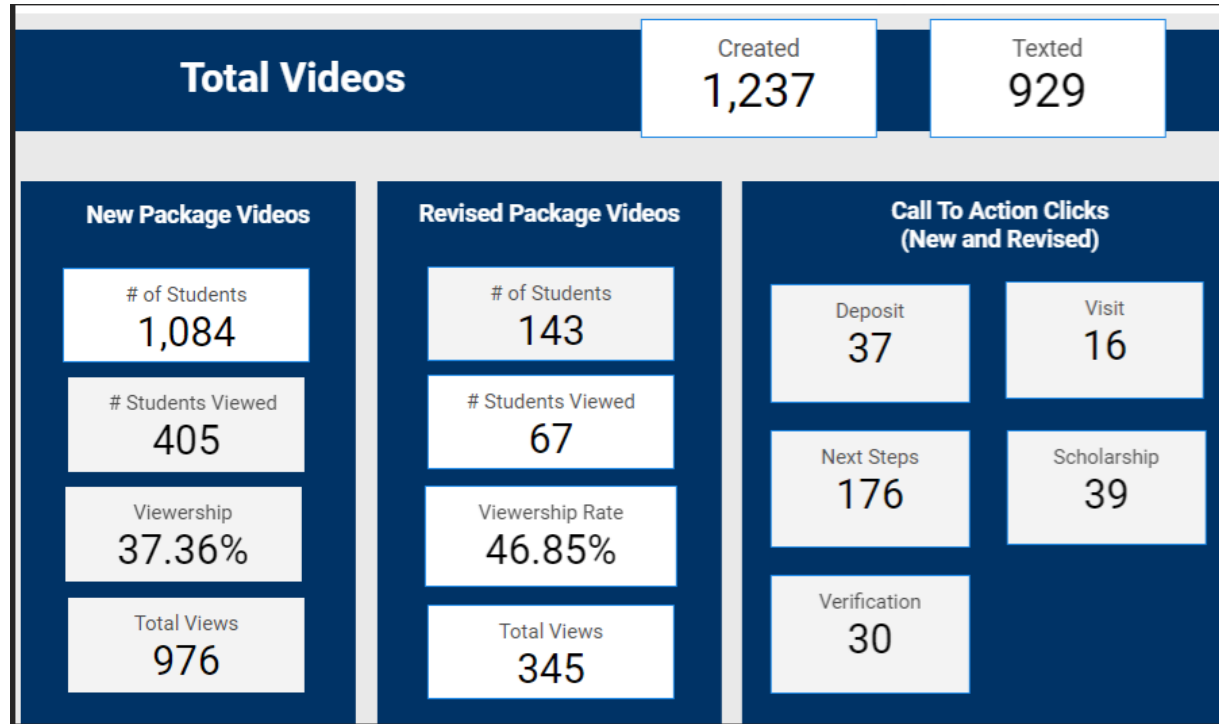 Total Videos
Created
1,237
Texted
929
New Package Videos
# of Students
1,084
# Students Viewed
405
Viewership
37.36%
Total Views
976
Revised Package Videos
# of Students
143
# Students Viewed
67
Viewership Rate
46.85%
Total Views
345
Call To Action Clicks
(New and Revised)
Deposit
37
Visit
16
Next Steps
176
Scholarship
39
Verification
30